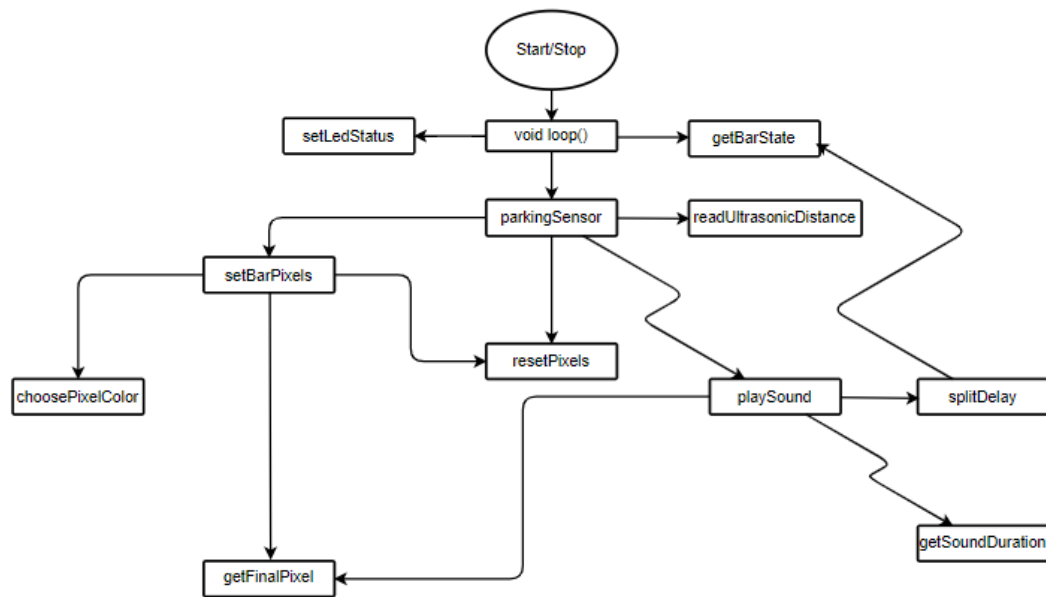 Start/Stop
setLedStatus
void loop()
getBarState
parkingSensor
readUltrasonicDistance
setBarPixels
resetPixels
choosePixelColor
playSound
splitDelay
getSoundDuration
getFinalPixel